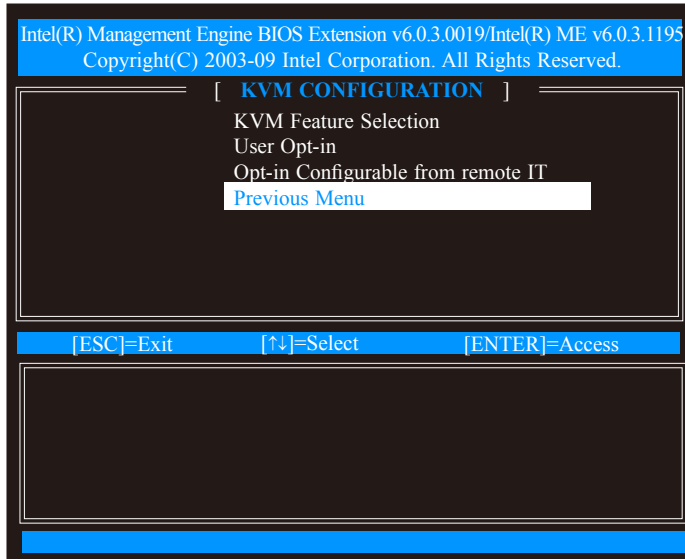 Intel(R) Management Engine BIOS Extension v6.0.3.0019/Intel(R) ME v6.0.3.1195
Copyright(C) 2003-09 Intel Corporation. All Rights Reserved.
[ KVM CONFIGURATION ]
KVM Feature Selection
User Opt-in
Opt-in Configurable from remote IT
Previous Menu
[ESC]=Exit [↑↓]=Select [ENTER]=Access